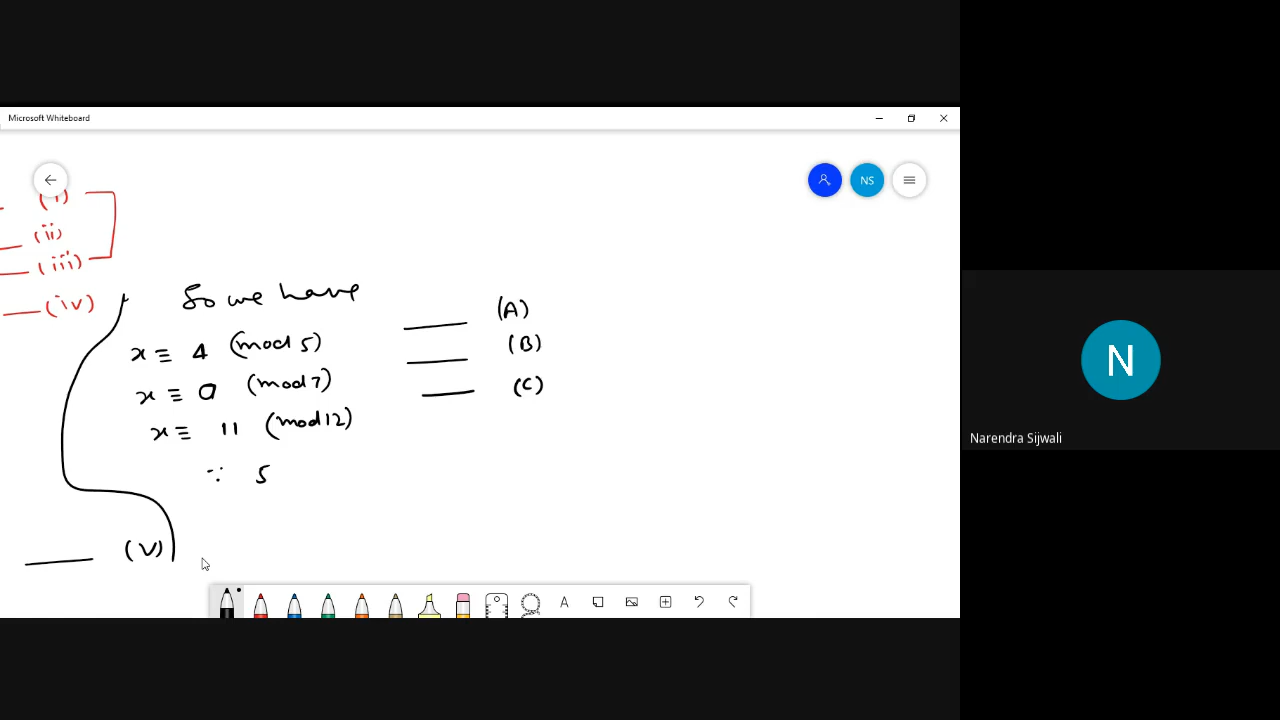 Microsoft Whiteboard
NS
(i)
(ii)
(iii)
(iv)
So we have
x ≡ 4 (mod 5) (A)
x ≡ 0 (mod 7) (B)
x ≡ 11 (mod 12) (C)
∵ 5
(v)
A
N
Narendra Sijwali